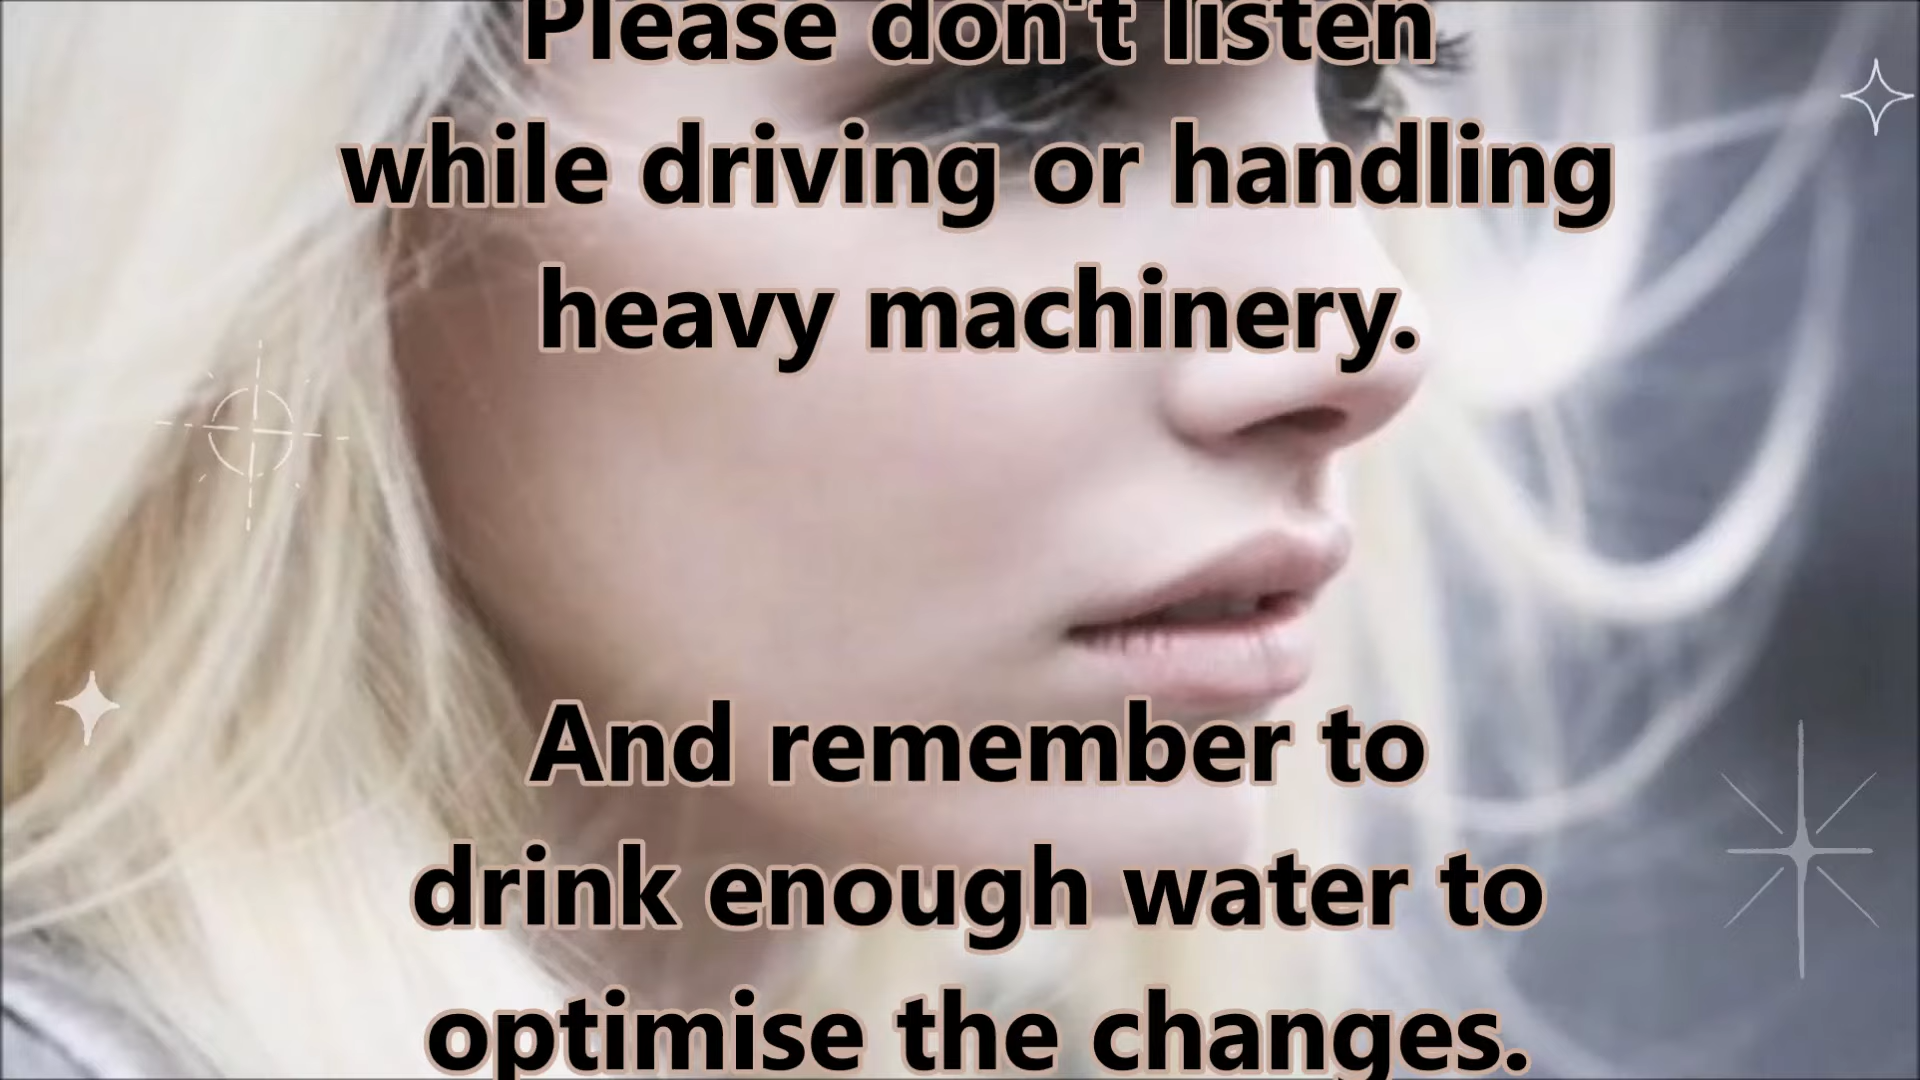 Please don't listen
while driving or handling
heavy machinery.
And remember to
drink enough water to
optimise the changes.